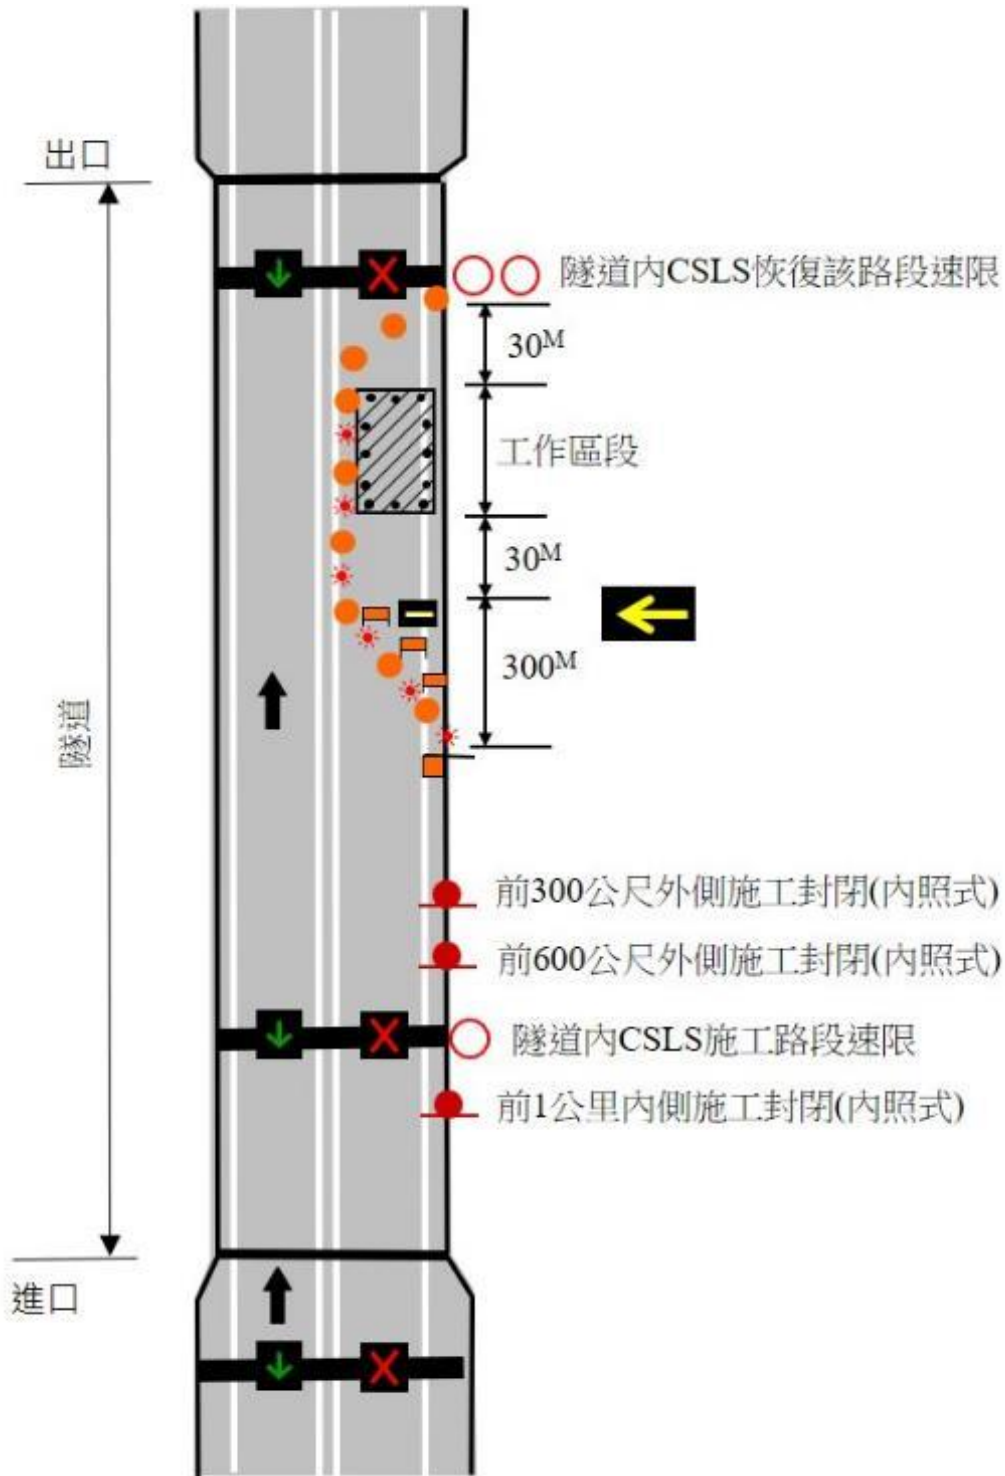 出口
隧道內CSLS恢復該路段速限
30M
工作區段
30M
300M
隧道
前300公尺外側施工封閉(內照式)
前600公尺外側施工封閉(內照式)
隧道內CSLS施工路段速限
前1公里內側施工封閉(內照式)
進口